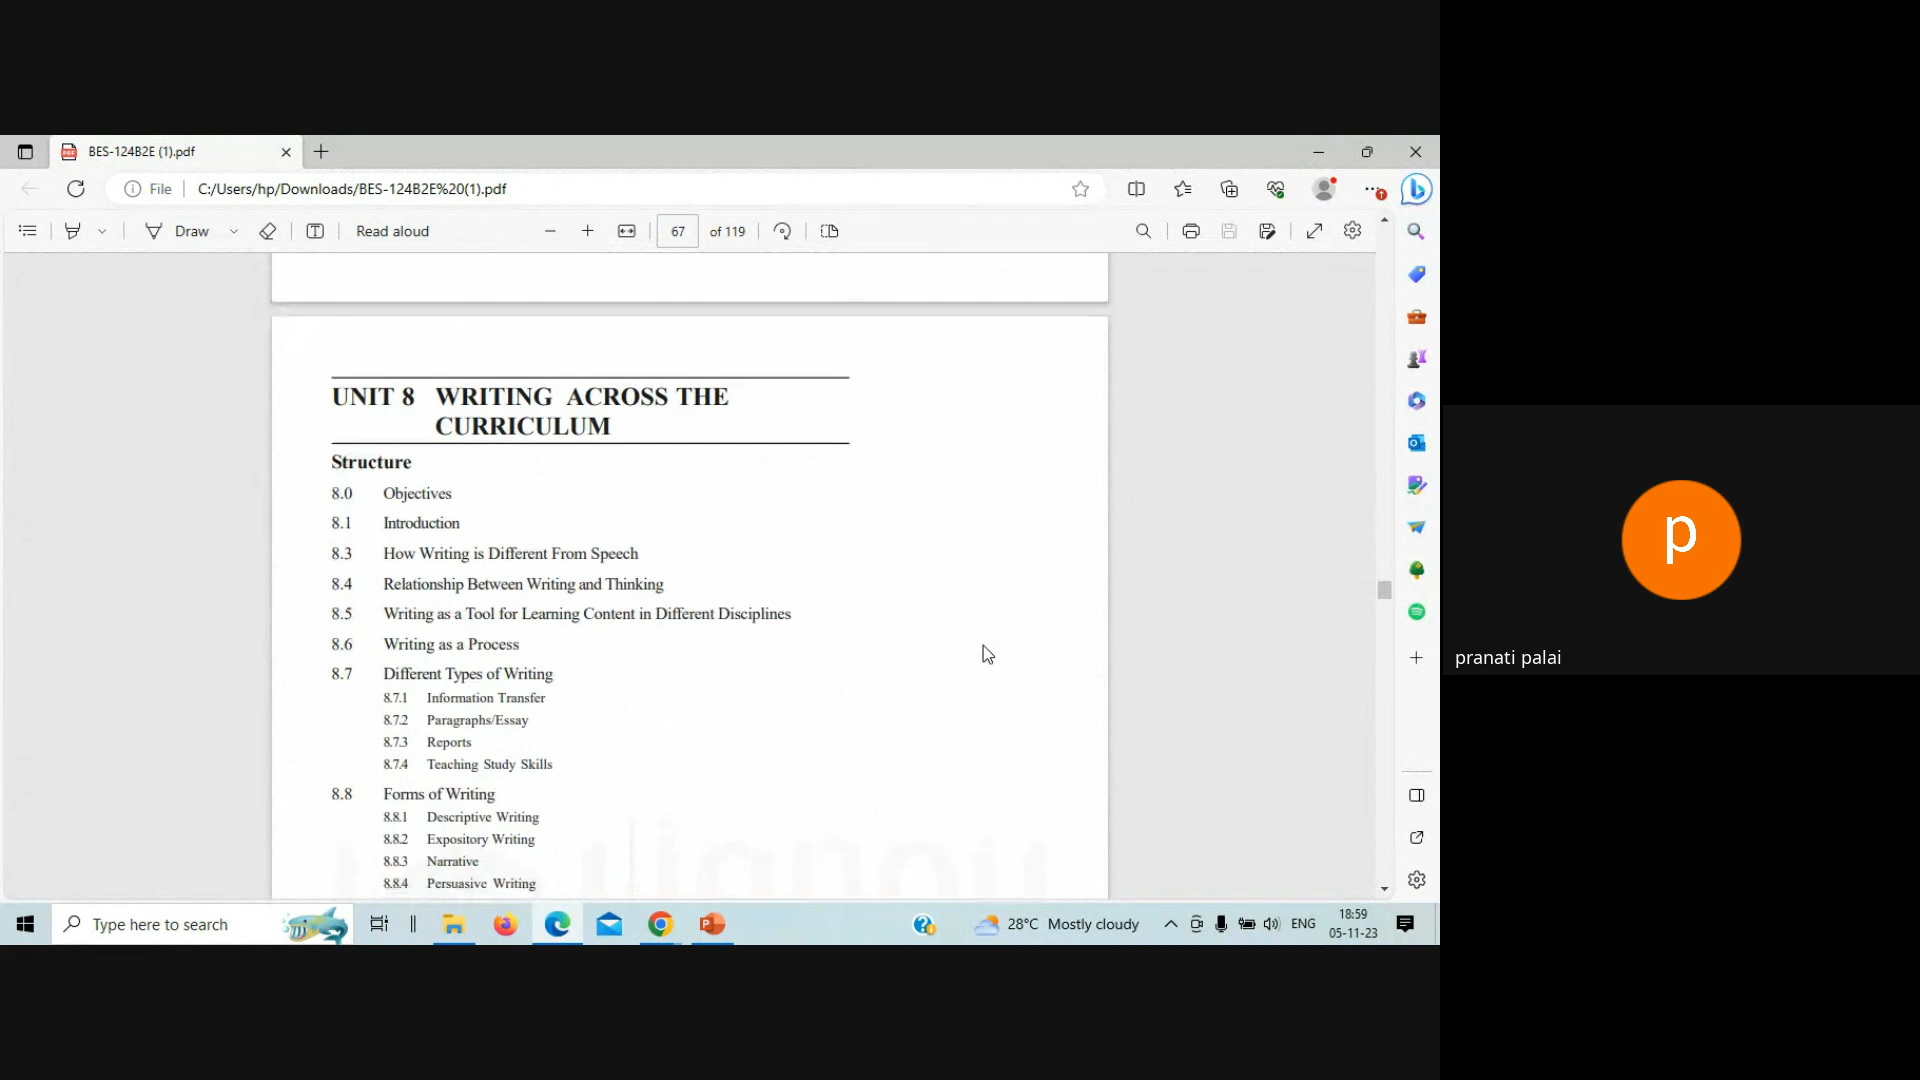 BES-124B2E (1).pdf
File
C:/Users/hp/Downloads/BES-124B2E%20(1).pdf
Draw
Read aloud
67 of 119
UNIT 8 WRITING ACROSS THE
CURRICULUM
Structure
8.0 Objectives
8.1 Introduction
8.3 How Writing is Different From Speech
8.4 Relationship Between Writing and Thinking
8.5 Writing as a Tool for Learning Content in Different Disciplines
8.6 Writing as a Process
8.7 Different Types of Writing
8.7.1 Information Transfer
8.7.2 Paragraphs/Essay
8.7.3 Reports
8.7.4 Teaching Study Skills
8.8 Forms of Writing
8.8.1 Descriptive Writing
8.8.2 Expository Writing
8.8.3 Narrative
8.8.4 Persuasive Writing
Type here to search
28°C Mostly cloudy
ENG
18:59
05-11-23
p
pranati palai